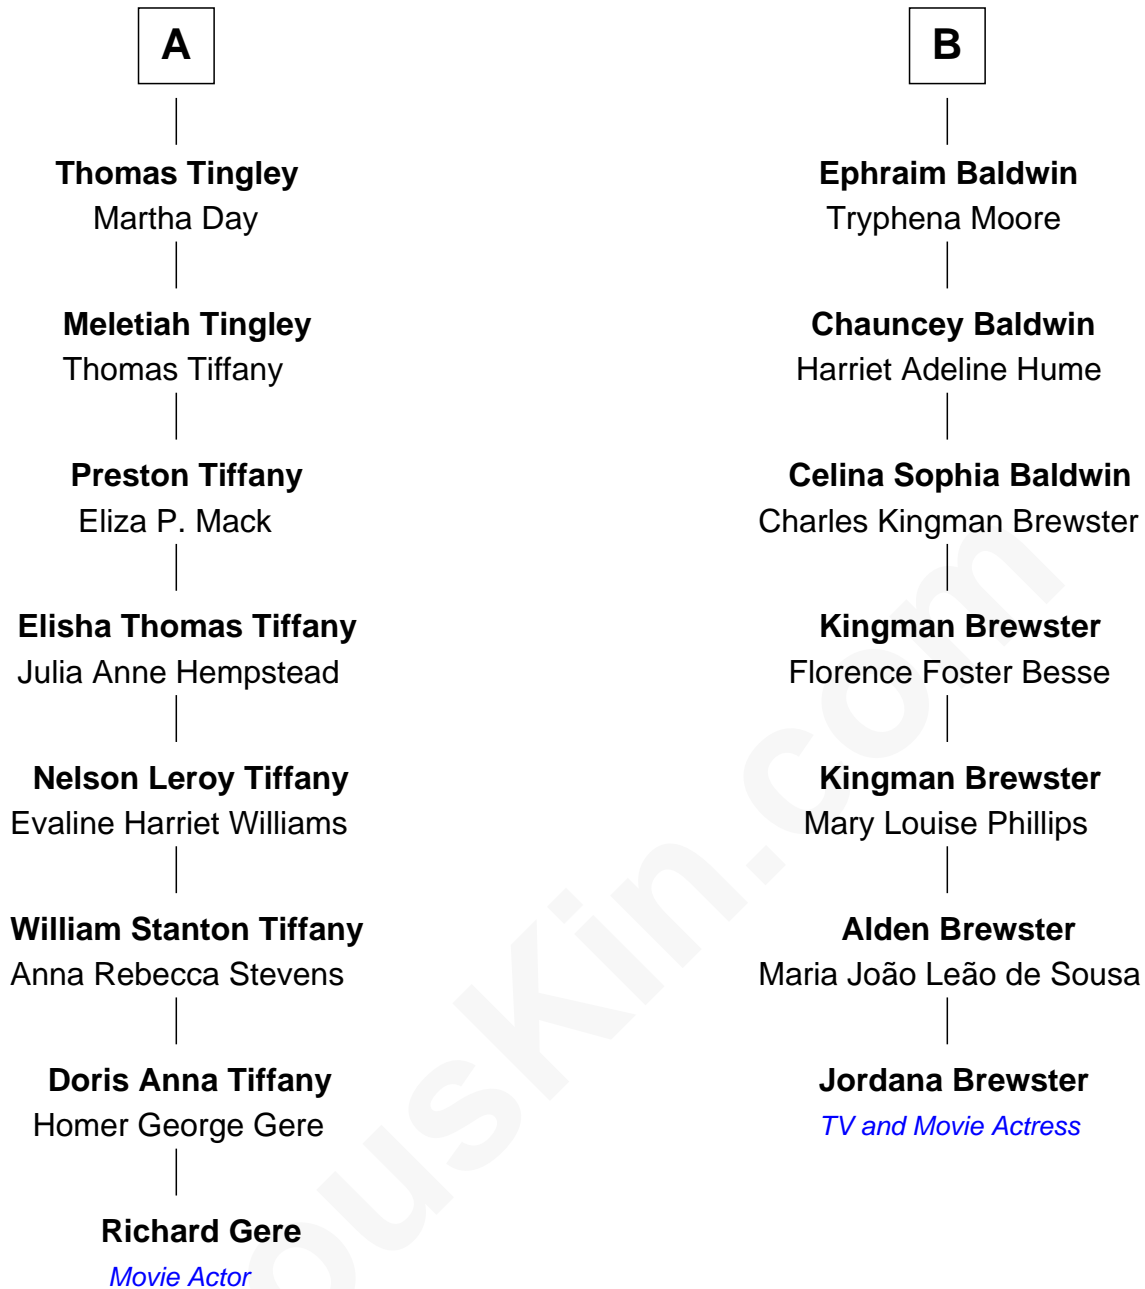 A
Thomas Tingley
Martha Day
Meletiah Tingley
Thomas Tiffany
Preston Tiffany
Eliza P. Mack
Elisha Thomas Tiffany
Julia Anne Hempstead
Nelson Leroy Tiffany
Evaline Harriet Williams
William Stanton Tiffany
Anna Rebecca Stevens
Doris Anna Tiffany
Homer George Gere
Richard Gere
Movie Actor
B
Ephraim Baldwin
Tryphena Moore
Chauncey Baldwin
Harriet Adeline Hume
Celina Sophia Baldwin
Charles Kingman Brewster
Kingman Brewster
Florence Foster Besse
Kingman Brewster
Mary Louise Phillips
Alden Brewster
Maria João Leão de Sousa
Jordana Brewster
TV and Movie Actress
ousKin.com